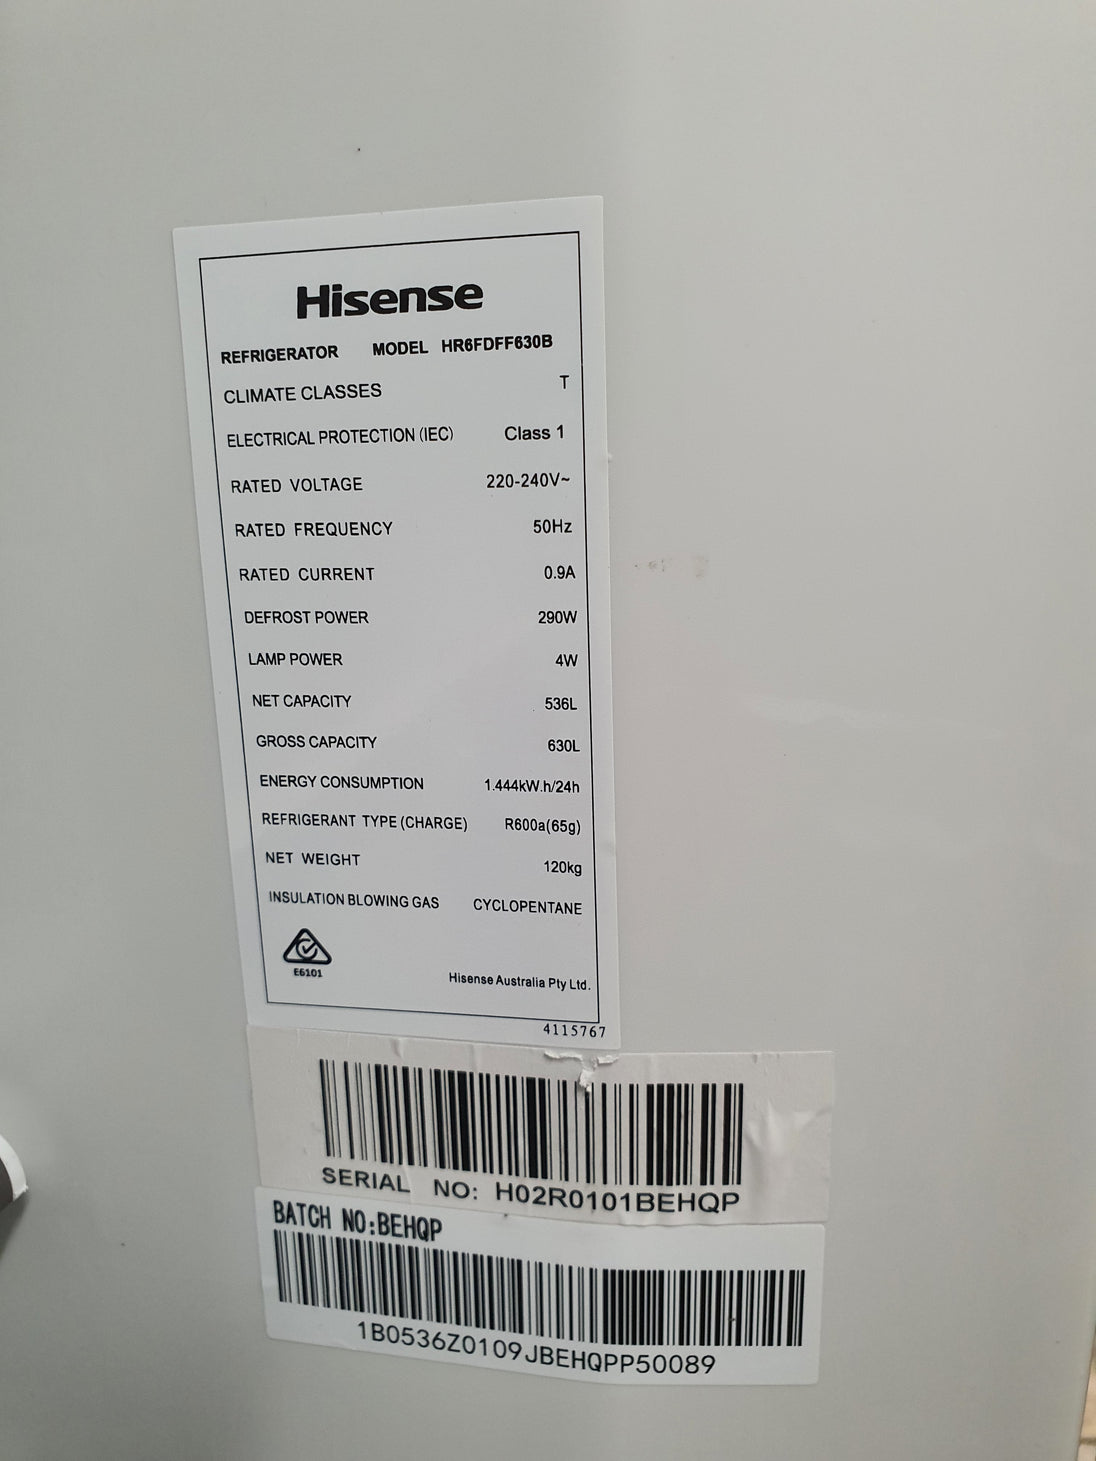 Hisense
REFRIGERATOR MODEL HR6FDFF630B
CLIMATE CLASSES T
ELECTRICAL PROTECTION (IEC) Class 1
RATED VOLTAGE 220-240V~
RATED FREQUENCY 50Hz
RATED CURRENT 0.9A
DEFROST POWER 290W
LAMP POWER 4W
NET CAPACITY 536L
GROSS CAPACITY 630L
ENERGY CONSUMPTION 1.444kW.h/24h
REFRIGERANT TYPE (CHARGE) R600a(65g)
NET WEIGHT 120kg
INSULATION BLOWING GAS CYCLOPENTANE
E6101
Hisense Australia Pty Ltd.
4115767
SERIAL NO: H02R0101BEHQP
BATCH NO:BEHQP
1B0536Z0109JBEHQPP50089